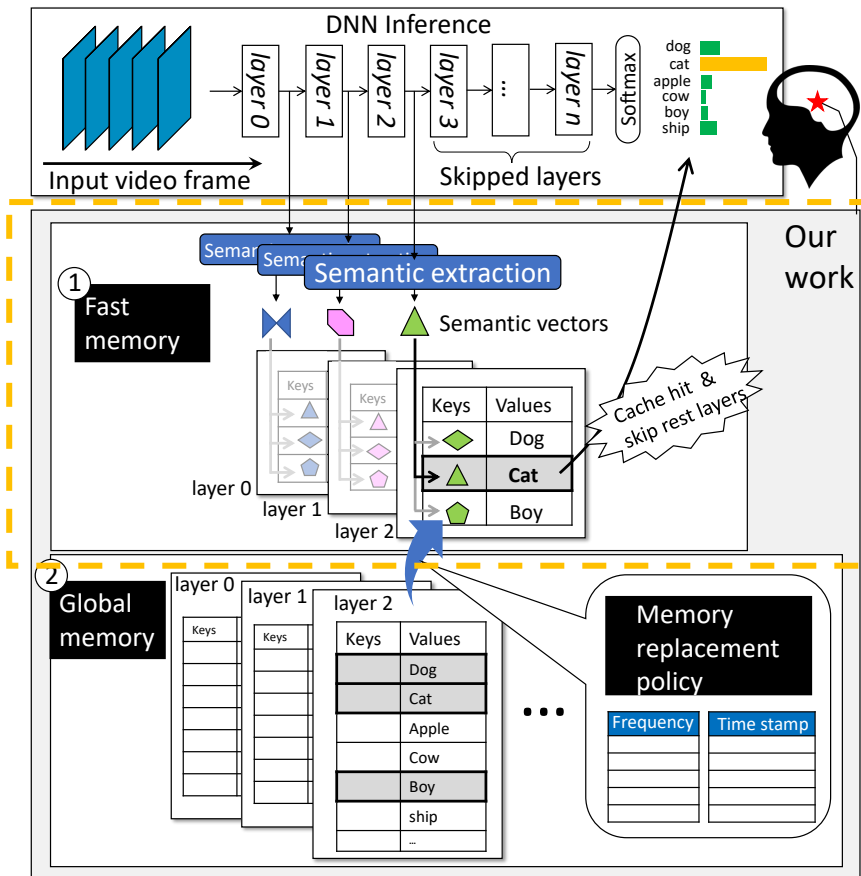 DNN Inference
layer 0
layer 1
layer 2
layer 3
...
layer n
Softmax
dog
cat
apple
cow
boy
ship
Input video frame
Skipped layers
Our
work
1
Fast
memory
Semantic extraction
Semantic vectors
Keys
Keys
Keys Values
Dog
Cat
Boy
layer 0
layer 1
layer 2
Cache hit &
skip rest layers
2
Global
memory
layer 0
layer 1
layer 2
Keys
Keys
Keys Values
Dog
Cat
Apple
Cow
Boy
ship
...
...
Memory
replacement
policy
Frequency Time stamp